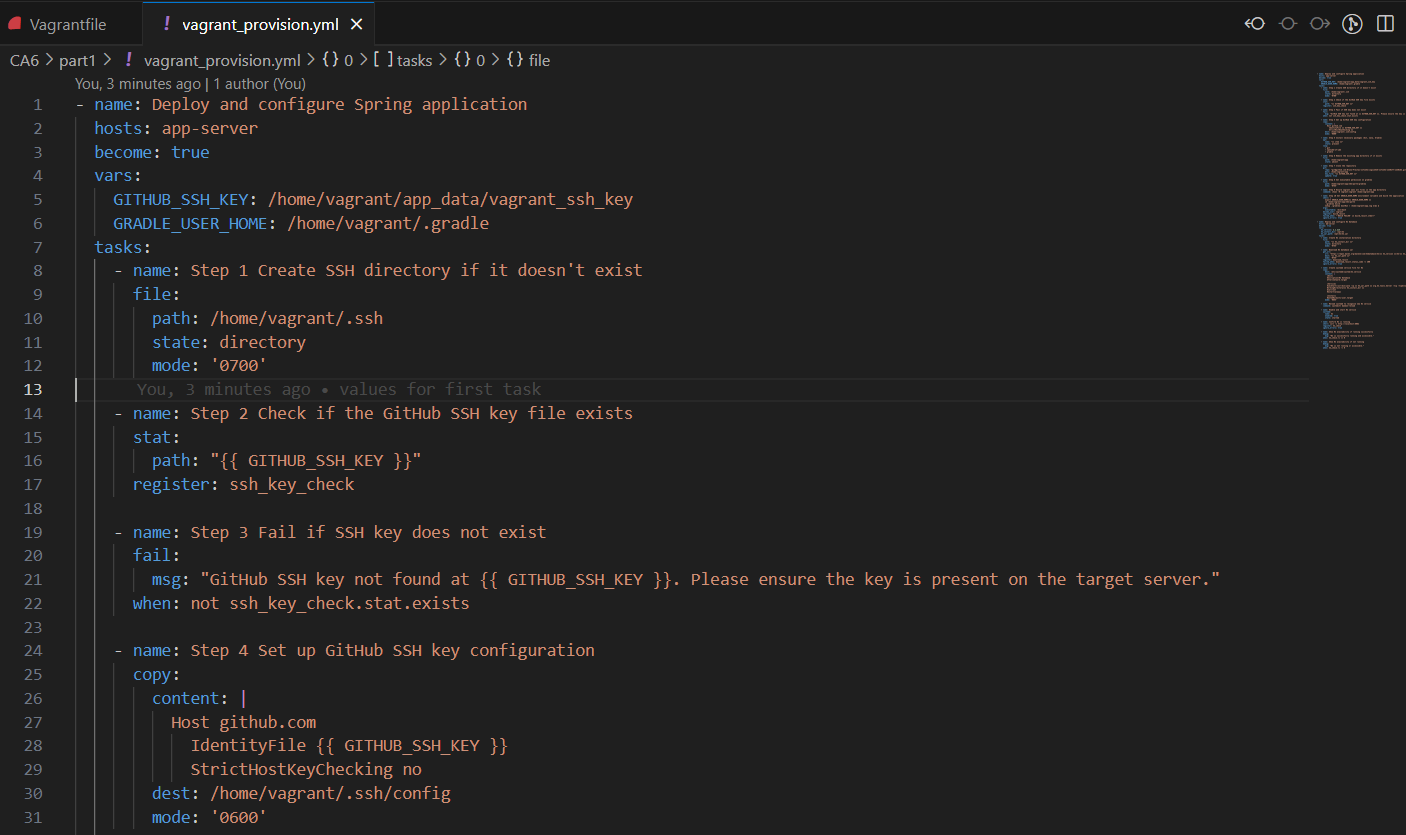 Vagrantfile
! vagrant_provision.yml
CA6 > part1 > ! vagrant_provision.yml > {} 0 > [ ] tasks > {} 0 > {} file
You, 3 minutes ago | 1 author (You)
1 - name: Deploy and configure Spring application
2 hosts: app-server
3 become: true
4 vars:
5 GITHUB_SSH_KEY: /home/vagrant/app_data/vagrant_ssh_key
6 GRADLE_USER_HOME: /home/vagrant/.gradle
7 tasks:
8 - name: Step 1 Create SSH directory if it doesn't exist
9 file:
10 path: /home/vagrant/.ssh
11 state: directory
12 mode: '0700'
13 You, 3 minutes ago • values for first task
14 - name: Step 2 Check if the GitHub SSH key file exists
15 stat:
16 path: "{{ GITHUB_SSH_KEY }}"
17 register: ssh_key_check
18
19 - name: Step 3 Fail if SSH key does not exist
20 fail:
21 msg: "GitHub SSH key not found at {{ GITHUB_SSH_KEY }}. Please ensure the key is present on the target server."
22 when: not ssh_key_check.stat.exists
23
24 - name: Step 4 Set up GitHub SSH key configuration
25 copy:
26 content: |
27 Host github.com
28 IdentityFile {{ GITHUB_SSH_KEY }}
29 StrictHostKeyChecking no
30 dest: /home/vagrant/.ssh/config
31 mode: '0600'